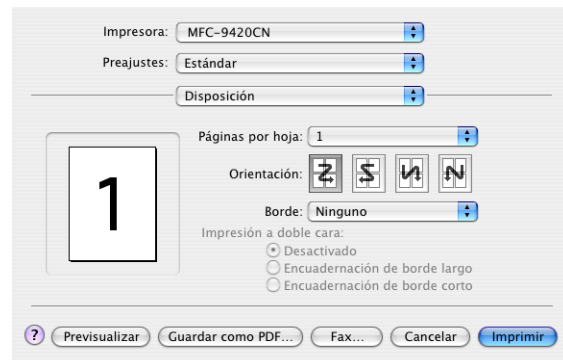 Impresora: MFC-9420CN
Preajustes: Estándar
Disposición
Páginas por hoja: 1
1
Orientación:
Borde: Ninguno
Impresión a doble cara:
Desactivado
Encuadernación de borde largo
Encuadernación de borde corto
? Previsualizar Guardar como PDF... Fax... Cancelar Imprimir